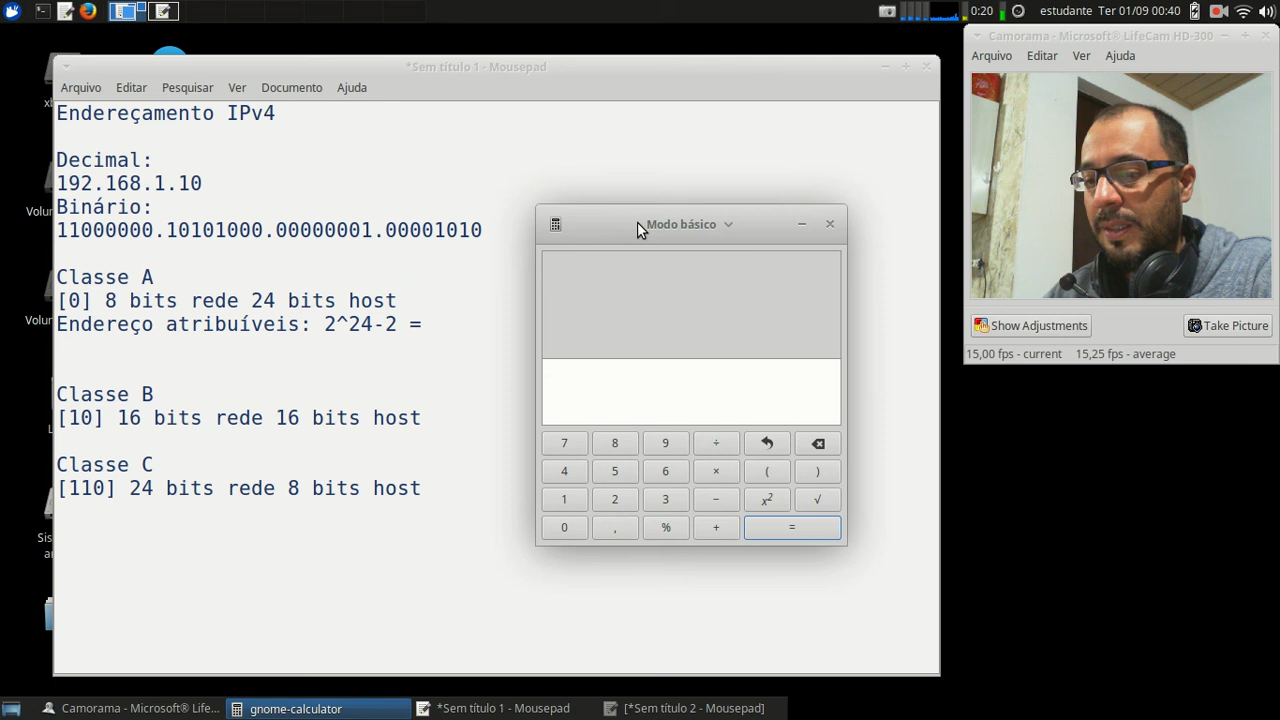 0:20 estudante Ter 01/09 00:40
*Sem título 1 - Mousepad
Arquivo Editar Pesquisar Ver Documento Ajuda
Endereçamento IPv4
Decimal:
192.168.1.10
Binário:
11000000.10101000.00000001.00001010
Classe A
[0] 8 bits rede 24 bits host
Endereço atribuíveis: 2^24-2 =
Classe B
[10] 16 bits rede 16 bits host
Classe C
[110] 24 bits rede 8 bits host
Modo básico
7 8 9 ÷
4 5 6 × ( )
1 2 3 − x² √
0 , % + =
Camorama - Microsoft® LifeCam HD-300
Arquivo Editar Ver Ajuda
Show Adjustments Take Picture
15,00 fps - current 15,25 fps - average
Volu
Volu
Sis
Camorama - Microsoft® Life... gnome-calculator *Sem título 1 - Mousepad [*Sem título 2 - Mousepad]